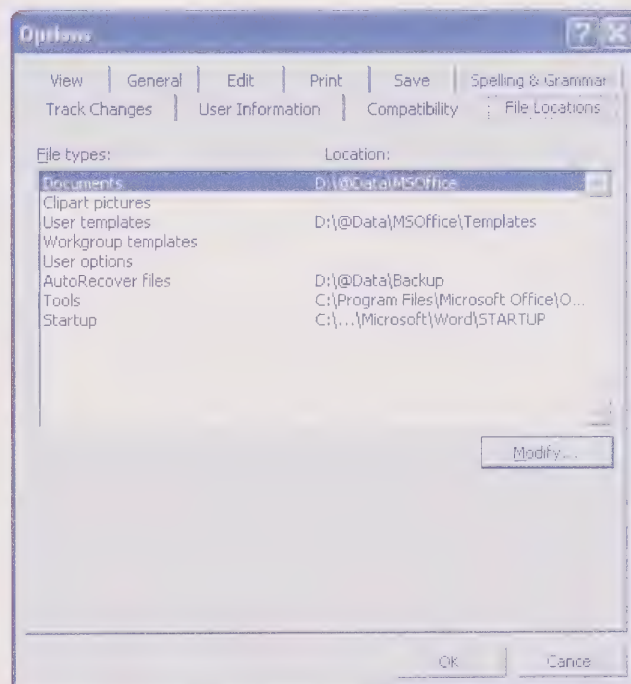 Options
View General Edit Print Save Spelling & Grammar
Track Changes User Information Compatibility File Locations
File types: Location:
Documents D:\@Data\MSOffice
Clipart pictures
User templates D:\@Data\MSOffice\Templates
Workgroup templates
User options
AutoRecover files D:\@Data\Backup
Tools C:\Program Files\Microsoft Office\O...
Startup C:\...\Microsoft\Word\STARTUP
Modify...
OK Cance